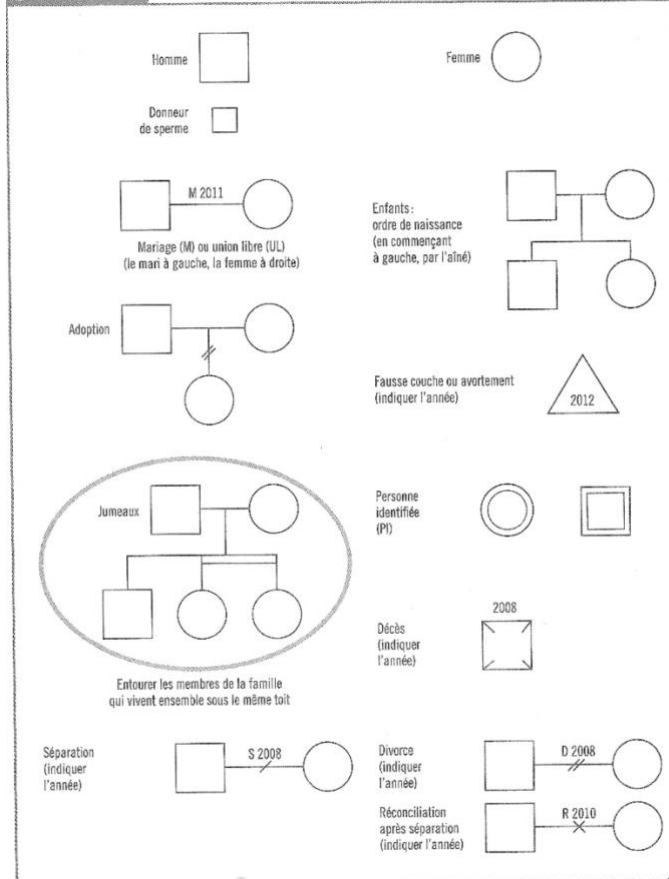 Homme
Femme
Donneur
de sperme
M 2011
Mariage (M) ou union libre (UL)
(le mari à gauche, la femme à droite)
Enfants :
ordre de naissance
(en commençant
à gauche, par l'aîné)
Adoption
Fausse couche ou avortement
(indiquer l'année)
2012
Jumeaux
Personne
identifiée
(PI)
2008
Décès
(indiquer
l'année)
Entourer les membres de la famille
qui vivent ensemble sous le même toit
Séparation
(indiquer
l'année)
S 2008
Divorce
(indiquer
l'année)
D 2008
Réconciliation
après séparation
(indiquer l'année)
R 2010